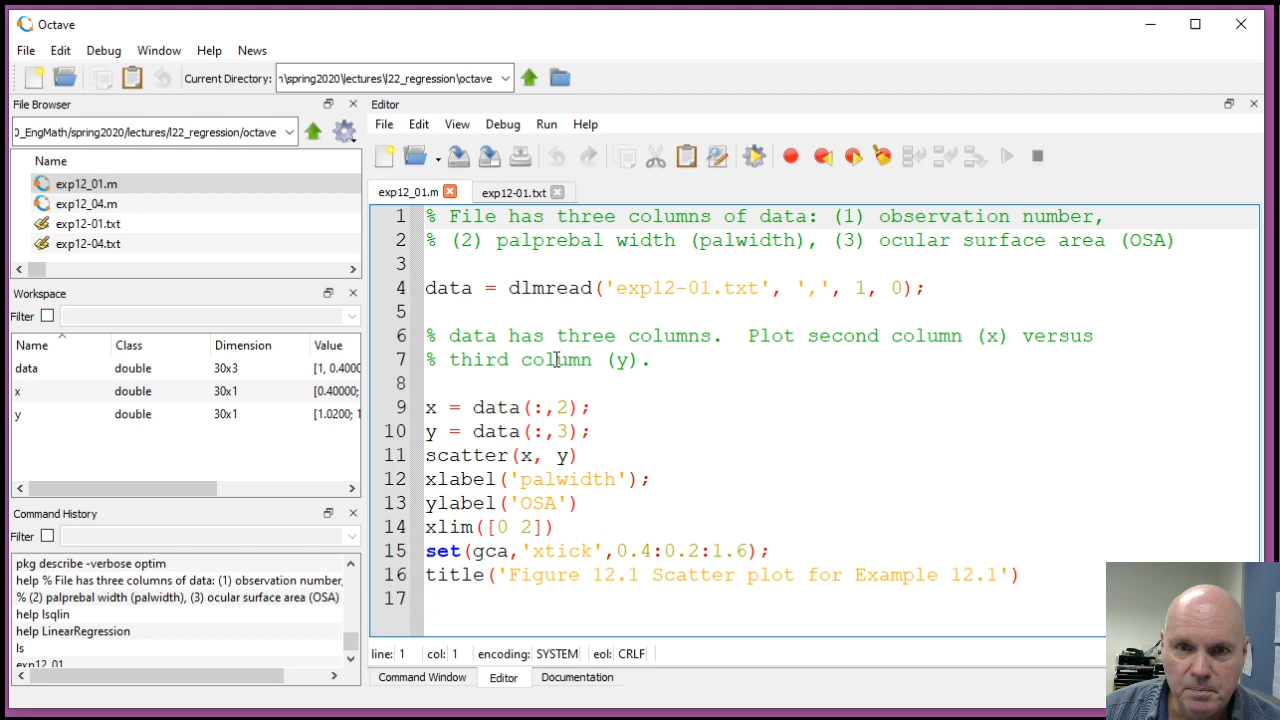 Octave
File Edit Debug Window Help News
Current Directory: ı\spring2020\lectures\l22_regression\octave
File Browser
Editor
0_EngMath/spring2020/lectures/l22_regression/octave
File Edit View Debug Run Help
Name
exp12_01.m
exp12_04.m
exp12-01.txt
exp12-04.txt
exp12_01.m exp12-01.txt
1 % File has three columns of data: (1) observation number,
2 % (2) palprebal width (palwidth), (3) ocular surface area (OSA)
3
4 data = dlmread('exp12-01.txt', ',', 1, 0);
5
6 % data has three columns.  Plot second column (x) versus
7 % third column (y).
8
9 x = data(:,2);
10 y = data(:,3);
11 scatter(x, y)
12 xlabel('palwidth');
13 ylabel('OSA')
14 xlim([0 2])
15 set(gca,'xtick',0.4:0.2:1.6);
16 title('Figure 12.1 Scatter plot for Example 12.1')
17
Workspace
Filter
Name Class Dimension Value
data double 30x3 [1, 0.4000
x double 30x1 [0.40000;
y double 30x1 [1.0200; 1
Command History
Filter
pkg describe -verbose optim
help % File has three columns of data: (1) observation number,
% (2) palprebal width (palwidth), (3) ocular surface area (OSA)
help lsqlin
help LinearRegression
ls
exp12_01
line: 1 col: 1 encoding: SYSTEM eol: CRLF
Command Window Editor Documentation